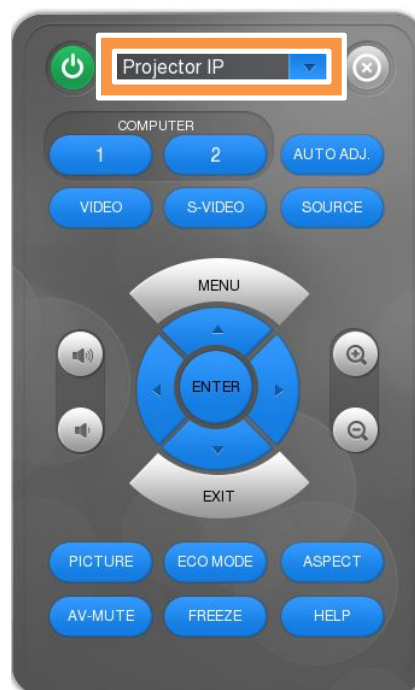 Projector IP
COMPUTER
1 2 AUTO ADJ.
VIDEO S-VIDEO SOURCE
MENU
ENTER
EXIT
PICTURE ECO MODE ASPECT
AV-MUTE FREEZE HELP